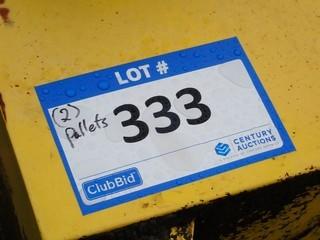 LOT #
(2)
pallets
333
ClubBid
CENTURY
AUCTIONS